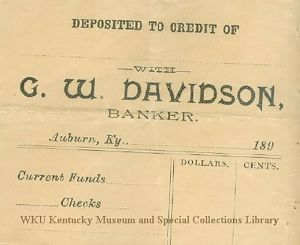 DEPOSITED TO CREDIT OF
WITH
G. W. DAVIDSON,
BANKER.
Auburn, Ky. 189
DOLLARS. CENTS.
Current Funds
Checks
WKU Kentucky Museum and Special Collections Library